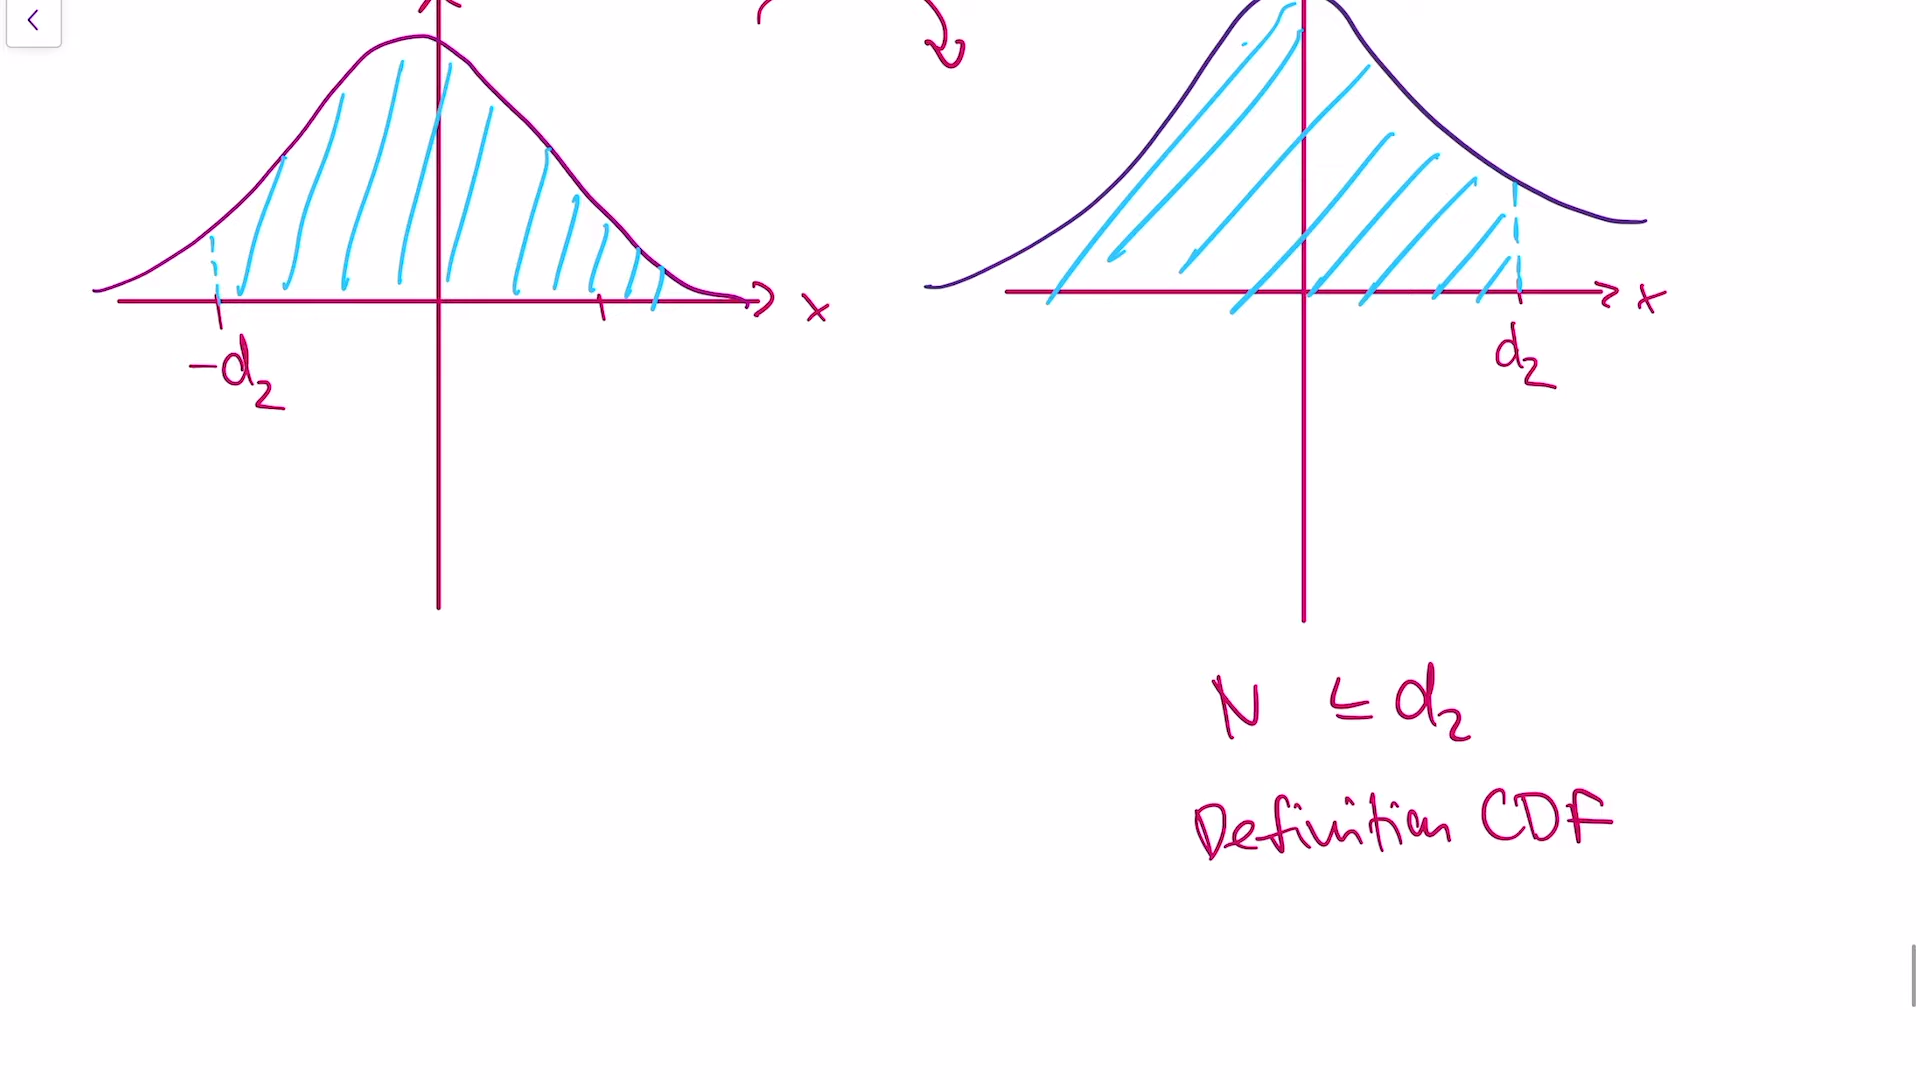 x
x
-d₂
d₂
N ≤ d₂
Definition CDF